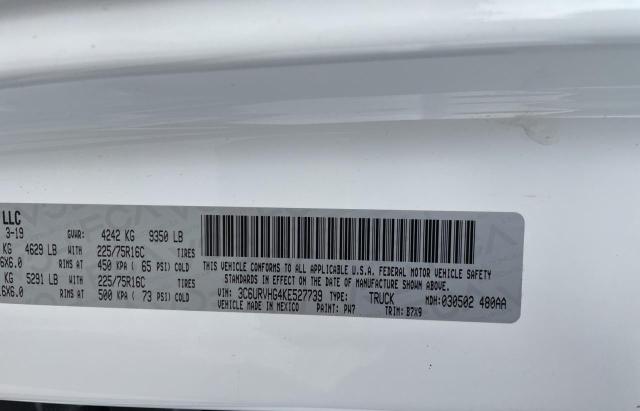 LLC
3-19 GVWR: 4242 KG 9350 LB
KG 4629 LB WITH 225/75R16C TIRES
6X6.0 RIMS AT 450 KPA ( 65 PSI) COLD
KG 5291 LB WITH 225/75R16C TIRES
6X6.0 RIMS AT 500 KPA ( 73 PSI) COLD
THIS VEHICLE CONFORMS TO ALL APPLICABLE U.S.A. FEDERAL MOTOR VEHICLE SAFETY
STANDARDS IN EFFECT ON THE DATE OF MANUFACTURE SHOWN ABOVE.
VIN: 3C6URVHG4KE527739 TYPE: TRUCK MDH:030502 480AA
VEHICLE MADE IN MEXICO PAINT: PW7 TRIM: B7X9